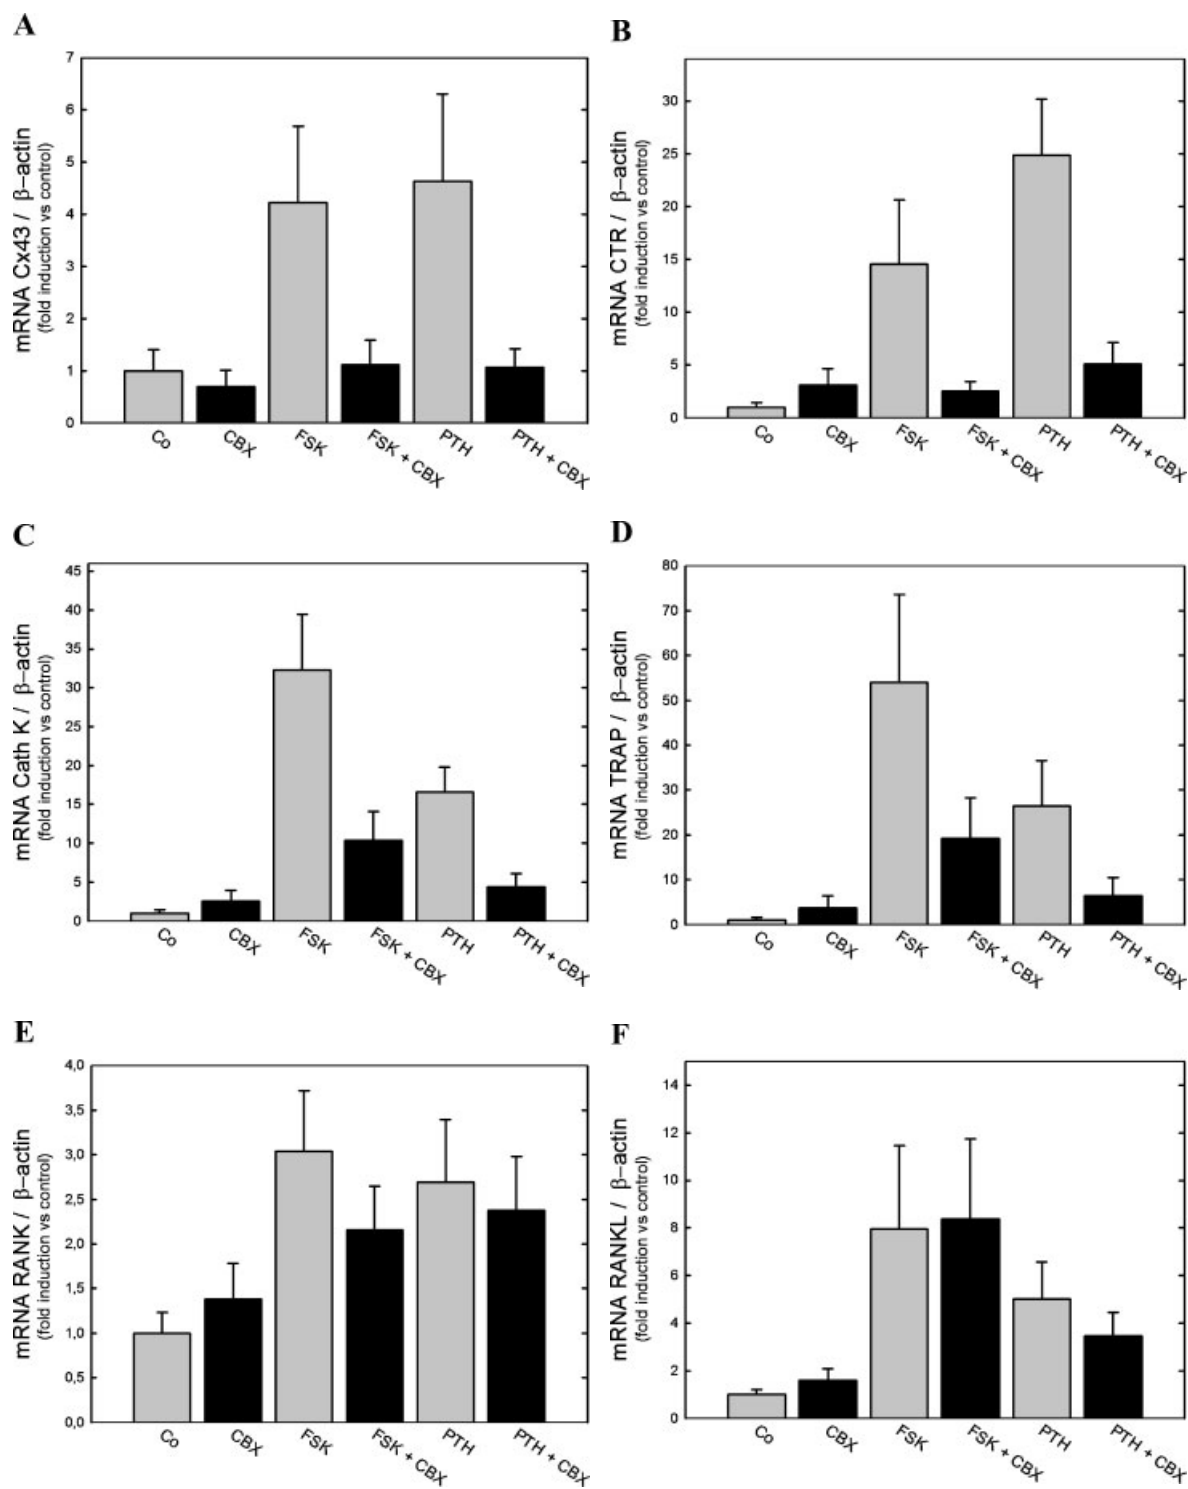 A
mRNA Cx43 / β–actin
(fold induction vs control)
7
6
5
4
3
2
1
0
Co
CBX
FSK
FSK + CBX
PTH
PTH + CBX
B
mRNA CTR / β–actin
(fold induction vs control)
30
25
20
15
10
5
0
Co
CBX
FSK
FSK + CBX
PTH
PTH + CBX
C
mRNA Cath K / β–actin
(fold induction vs control)
45
40
35
30
25
20
15
10
5
0
Co
CBX
FSK
FSK + CBX
PTH
PTH + CBX
D
mRNA TRAP / β–actin
(fold induction vs control)
80
70
60
50
40
30
20
10
0
Co
CBX
FSK
FSK + CBX
PTH
PTH + CBX
E
mRNA RANK / β–actin
(fold induction vs control)
4,0
3,5
3,0
2,5
2,0
1,5
1,0
0,5
0,0
Co
CBX
FSK
FSK + CBX
PTH
PTH + CBX
F
mRNA RANKL / β–actin
(fold induction vs control)
14
12
10
8
6
4
2
0
Co
CBX
FSK
FSK + CBX
PTH
PTH + CBX